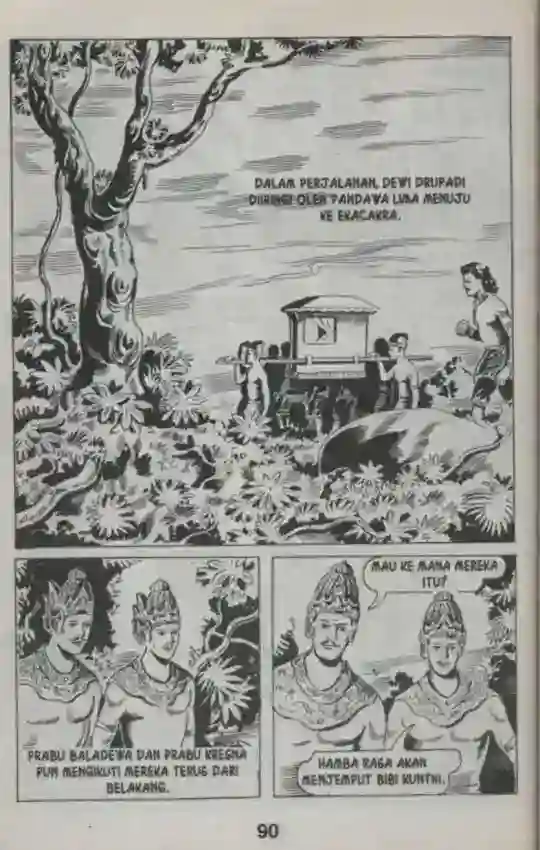 DALAM PERJALANAN, DEWI DRUPADI
DIIRINGI OLEH PANDAWA LIMA MENUJU
KE EKACAKRA.
PRABU BALADEWA DAN PRABU KRESNA
PUN MENGIKUTI MEREKA TERUS DARI
BELAKANG.
MAU KE MANA MEREKA
ITU?
HAMBA RASA AKAN
MENJEMPUT BIBI KUNTHI.
90